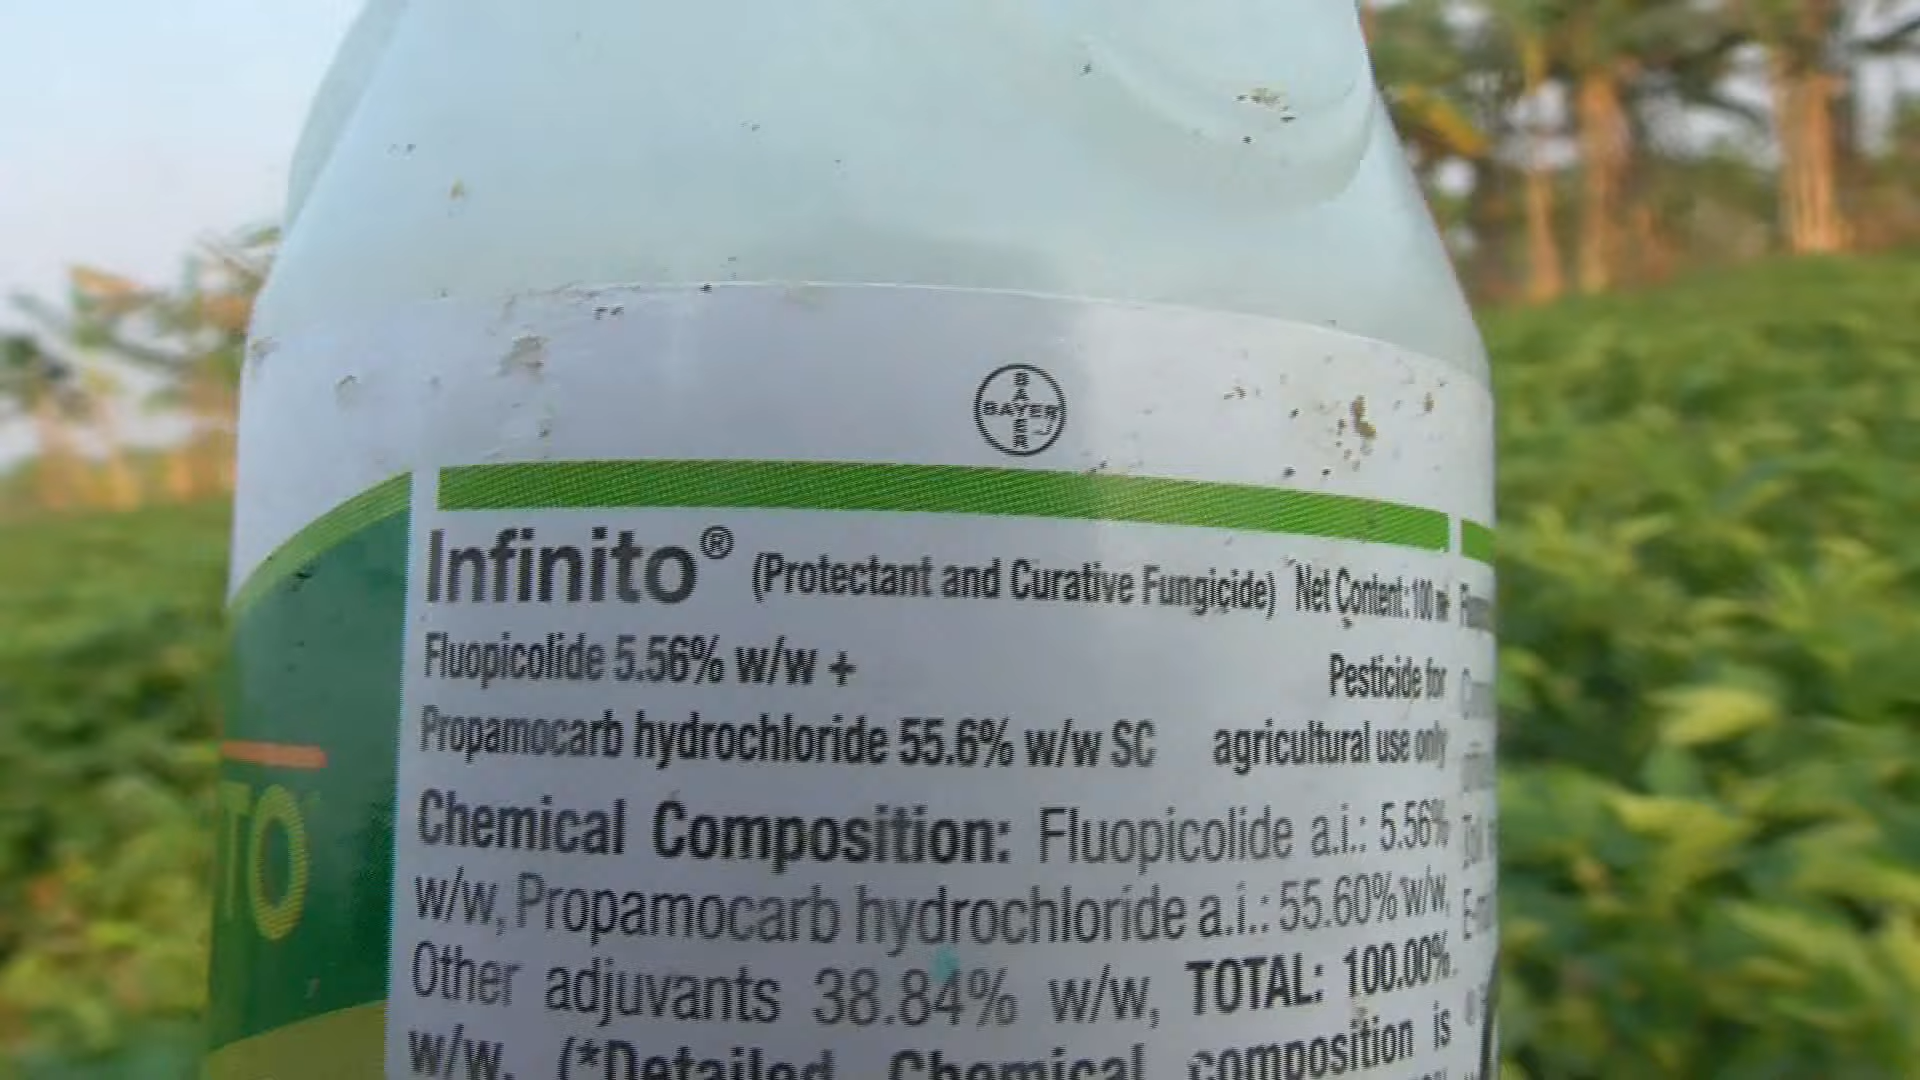 BAYER
BAYER
Infinito® (Protectant and Curative Fungicide) Net Content: 100 ml
Fluopicolide 5.56% w/w + Pesticide for
Propamocarb hydrochloride 55.6% w/w SC agricultural use only
Chemical Composition: Fluopicolide a.i.: 5.56%
w/w, Propamocarb hydrochloride a.i.: 55.60% w/w,
Other adjuvants 38.84% w/w, TOTAL: 100.00%
w/w. (*Detailed Chemical composition is
TO